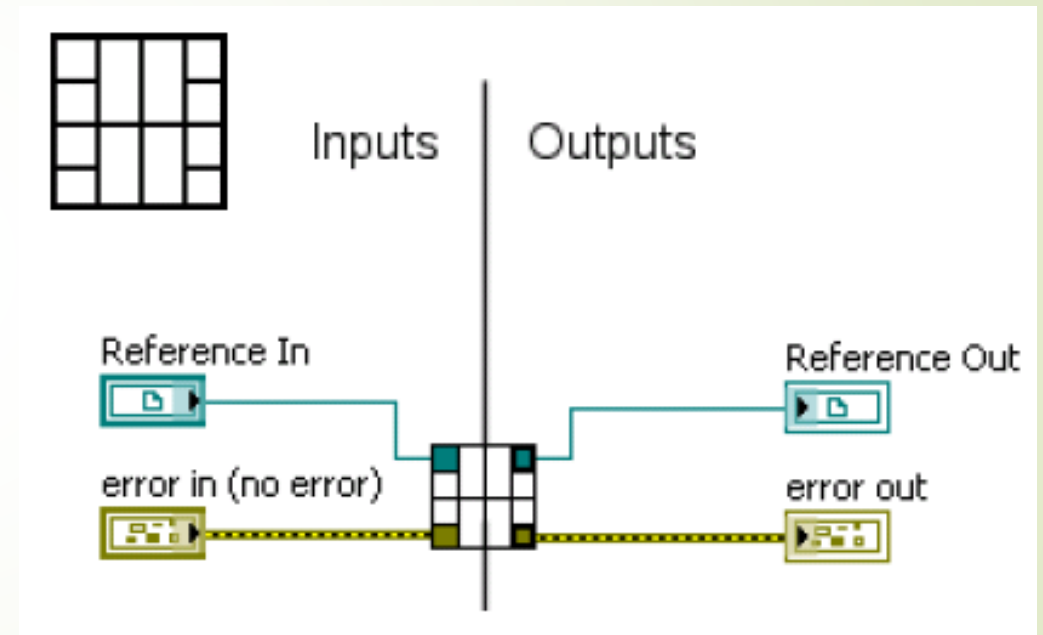 Inputs
Outputs
Reference In
Reference Out
error in (no error)
error out